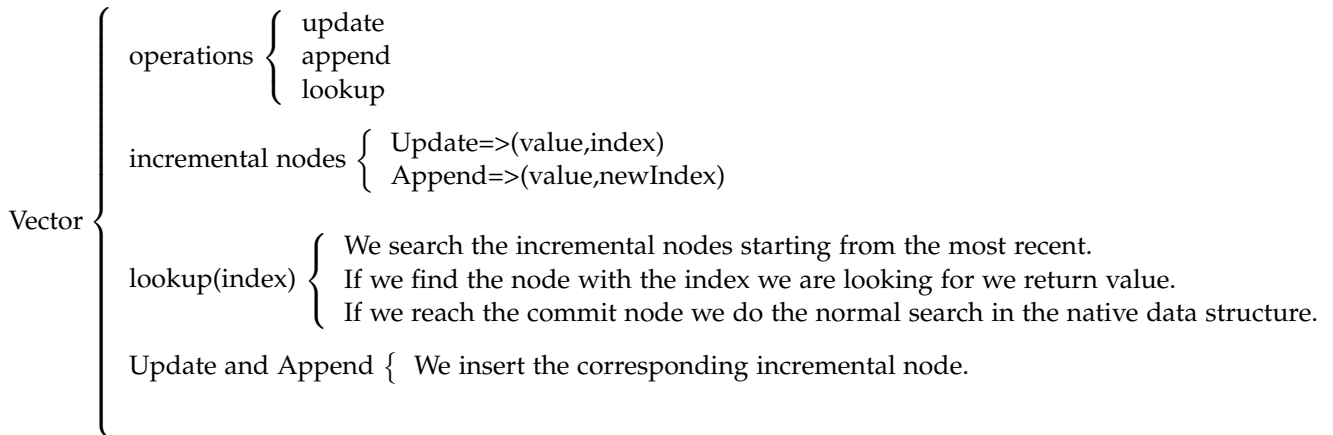 Vector
operations
update
append
lookup
incremental nodes
Update=>(value,index)
Append=>(value,newIndex)
lookup(index)
We search the incremental nodes starting from the most recent.
If we find the node with the index we are looking for we return value.
If we reach the commit node we do the normal search in the native data structure.
Update and Append { We insert the corresponding incremental node.